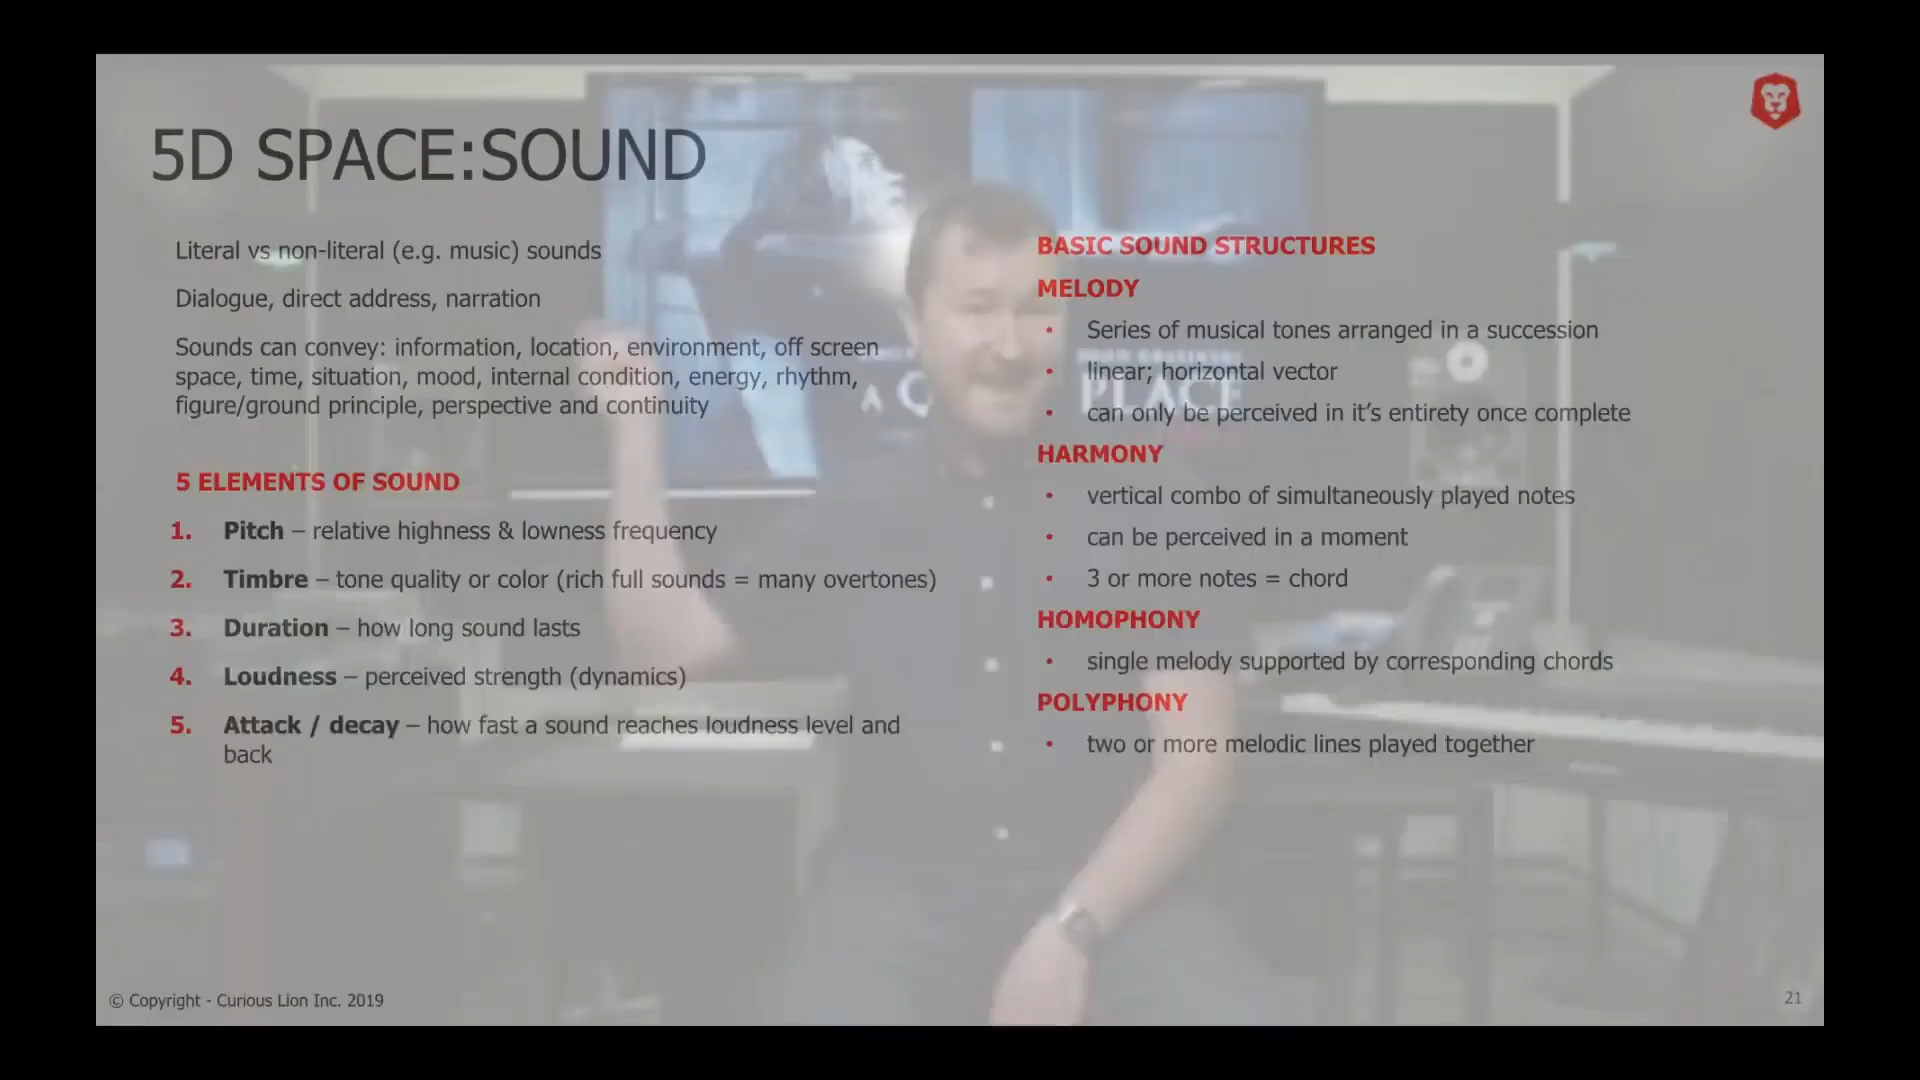 5D SPACE:SOUND
Literal vs non-literal (e.g. music) sounds
Dialogue, direct address, narration
Sounds can convey: information, location, environment, off screen
space, time, situation, mood, internal condition, energy, rhythm,
figure/ground principle, perspective and continuity
5 ELEMENTS OF SOUND
1. Pitch – relative highness & lowness frequency
2. Timbre – tone quality or color (rich full sounds = many overtones)
3. Duration – how long sound lasts
4. Loudness – perceived strength (dynamics)
5. Attack / decay – how fast a sound reaches loudness level and
back
BASIC SOUND STRUCTURES
MELODY
• Series of musical tones arranged in a succession
• linear; horizontal vector
• can only be perceived in it's entirety once complete
HARMONY
• vertical combo of simultaneously played notes
• can be perceived in a moment
• 3 or more notes = chord
HOMOPHONY
• single melody supported by corresponding chords
POLYPHONY
• two or more melodic lines played together
A Q
PLACE
© Copyright - Curious Lion Inc. 2019
21